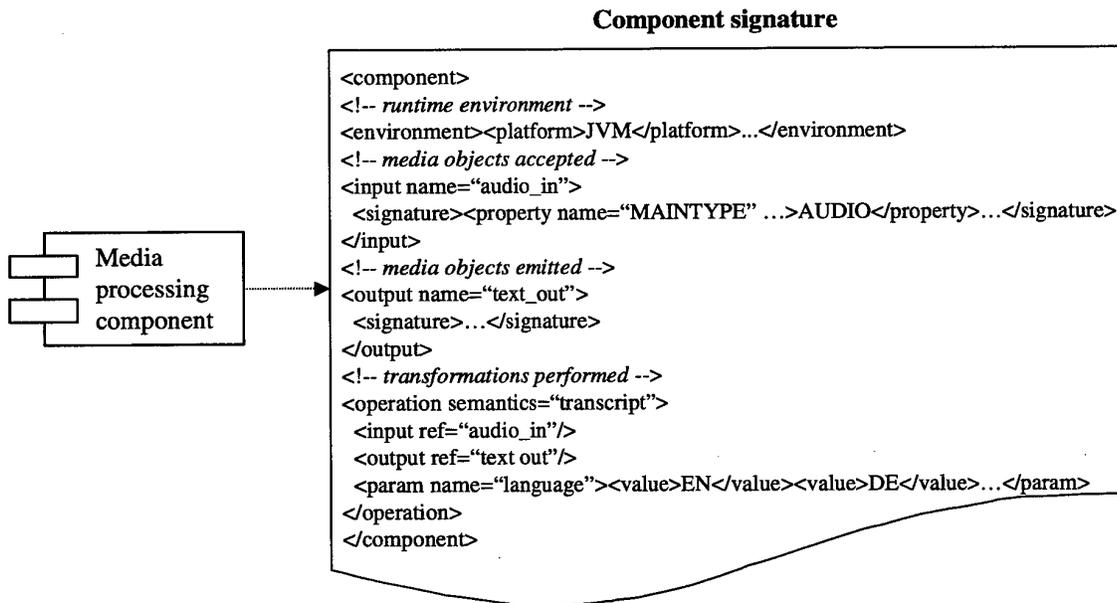 Component signature
<component>
<!-- runtime environment -->
<environment><platform>JVM</platform>...</environment>
<!-- media objects accepted -->
<input name=“audio_in”>
<signature><property name=“MAINTYPE” …>AUDIO</property>…</signature>
</input>
<!-- media objects emitted -->
<output name=“text_out”>
<signature>…</signature>
</output>
<!-- transformations performed -->
<operation semantics=“transcript”>
<input ref=“audio_in”/>
<output ref=“text out”/>
<param name=“language”><value>EN</value><value>DE</value>…</param>
</operation>
</component>
Media
processing
component